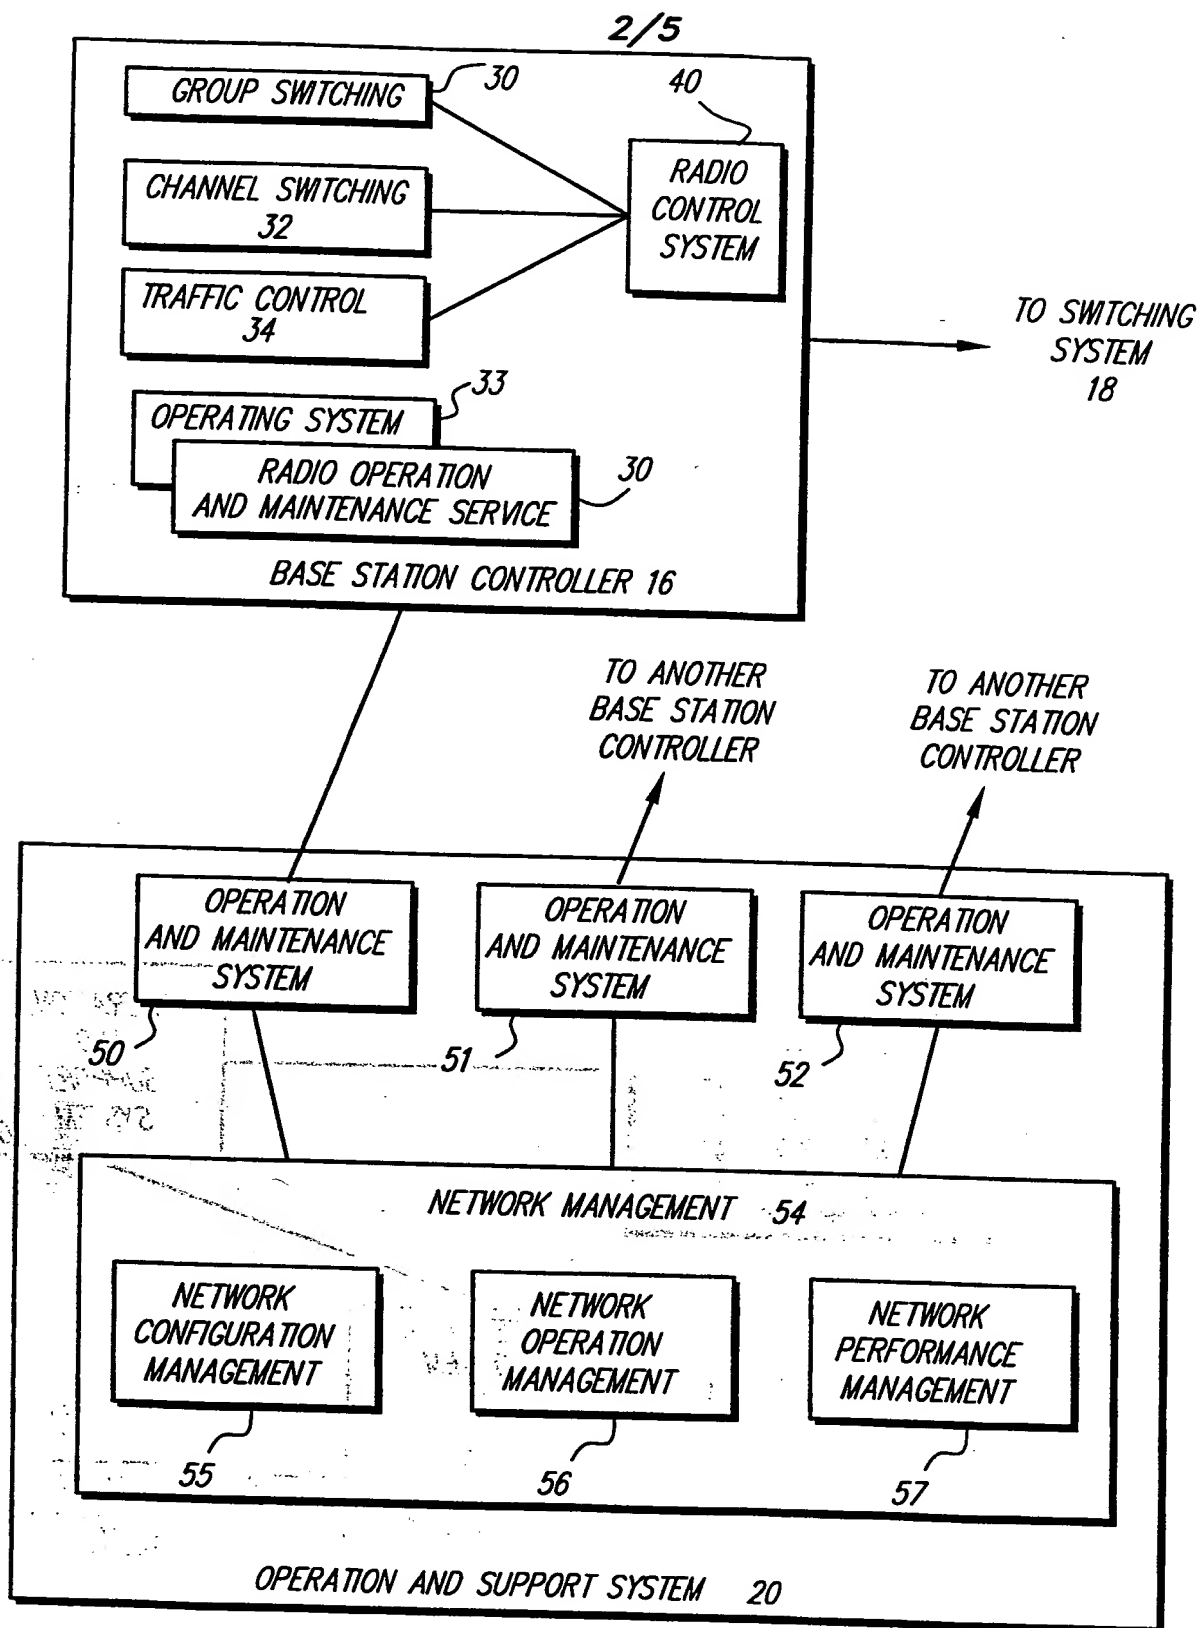 2/5
GROUP SWITCHING
30
40
CHANNEL SWITCHING
32
RADIO
CONTROL
SYSTEM
TRAFFIC CONTROL
34
TO SWITCHING
SYSTEM
18
33
OPERATING SYSTEM
RADIO OPERATION
AND MAINTENANCE SERVICE
30
BASE STATION CONTROLLER 16
TO ANOTHER
BASE STATION
CONTROLLER
TO ANOTHER
BASE STATION
CONTROLLER
OPERATION
AND MAINTENANCE
SYSTEM
50
OPERATION
AND MAINTENANCE
SYSTEM
51
OPERATION
AND MAINTENANCE
SYSTEM
52
NETWORK MANAGEMENT 54
NETWORK
CONFIGURATION
MANAGEMENT
55
NETWORK
OPERATION
MANAGEMENT
56
NETWORK
PERFORMANCE
MANAGEMENT
57
OPERATION AND SUPPORT SYSTEM 20